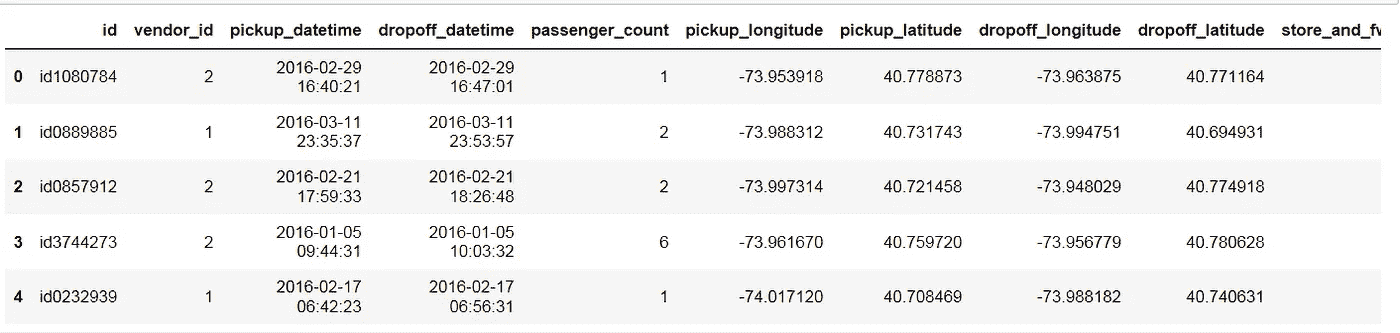 id vendor_id pickup_datetime dropoff_datetime passenger_count pickup_longitude pickup_latitude dropoff_longitude dropoff_latitude store_and_fv
0 id1080784 2 2016-02-29 16:40:21 2016-02-29 16:47:01 1 -73.953918 40.778873 -73.963875 40.771164
1 id0889885 1 2016-03-11 23:35:37 2016-03-11 23:53:57 2 -73.988312 40.731743 -73.994751 40.694931
2 id0857912 2 2016-02-21 17:59:33 2016-02-21 18:26:48 2 -73.997314 40.721458 -73.948029 40.774918
3 id3744273 2 2016-01-05 09:44:31 2016-01-05 10:03:32 6 -73.961670 40.759720 -73.956779 40.780628
4 id0232939 1 2016-02-17 06:42:23 2016-02-17 06:56:31 1 -74.017120 40.708469 -73.988182 40.740631